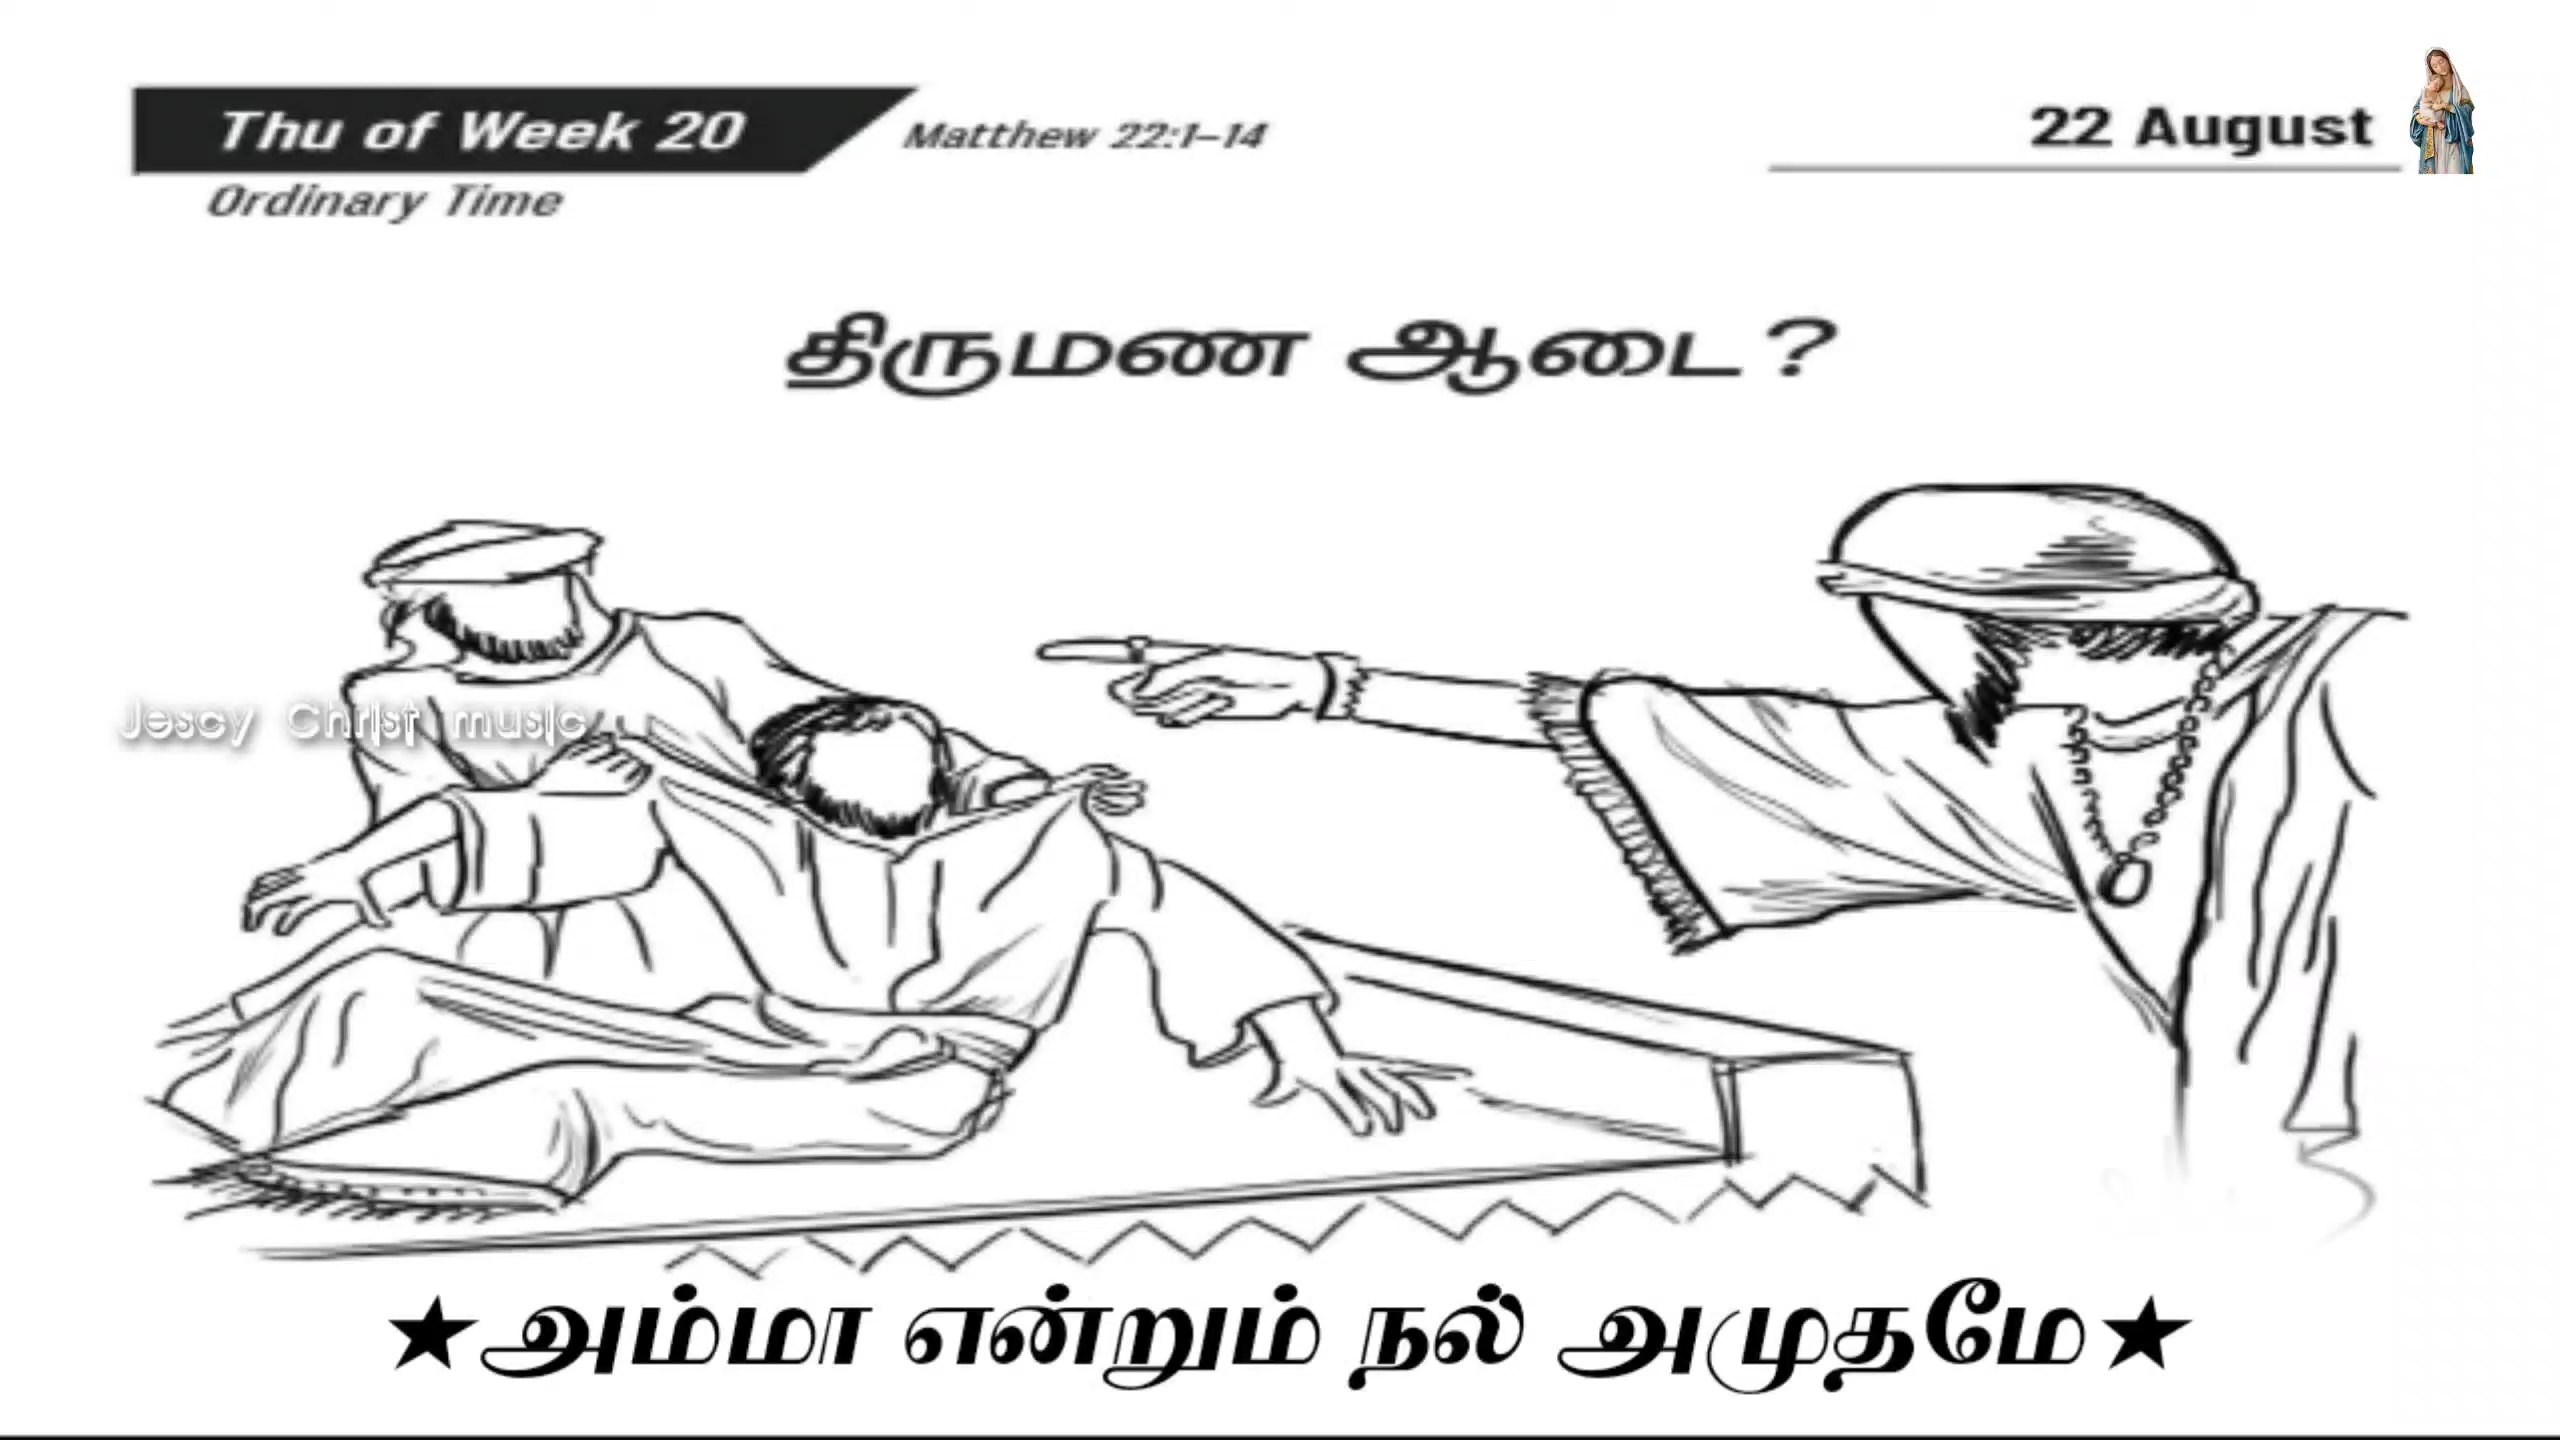 Thu of Week 20
Matthew 22:1–14
22 August
Ordinary Time
திருமண ஆடை?
Jescy Christ music
★அம்மா என்றும் நல் அமுதமே★